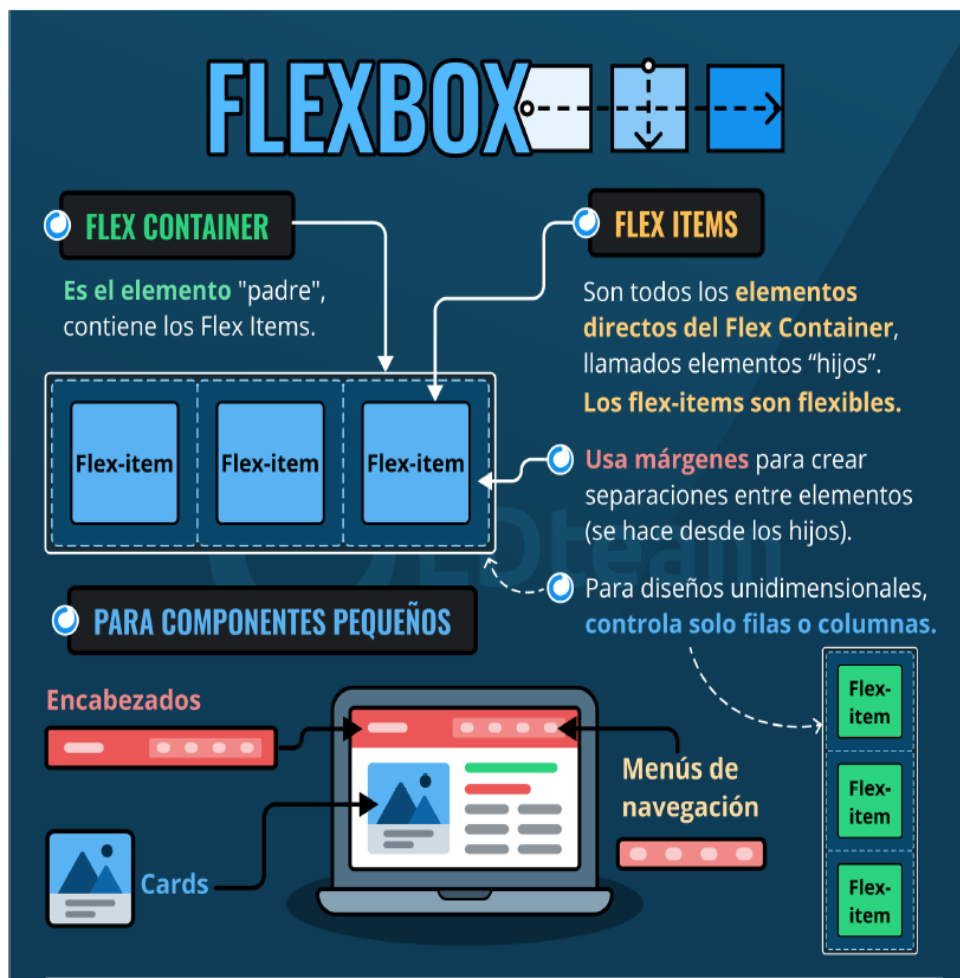 FLEXBOX
FLEX CONTAINER
Es el elemento "padre",
contiene los Flex Items.
FLEX ITEMS
Son todos los elementos
directos del Flex Container,
llamados elementos “hijos”.
Los flex-items son flexibles.
Flex-item
Flex-item
Flex-item
Usa márgenes para crear
separaciones entre elementos
(se hace desde los hijos).
EDteam
Para diseños unidimensionales,
controla solo filas o columnas.
PARA COMPONENTES PEQUEÑOS
Encabezados
Cards
Menús de
navegación
Flex-
item
Flex-
item
Flex-
item